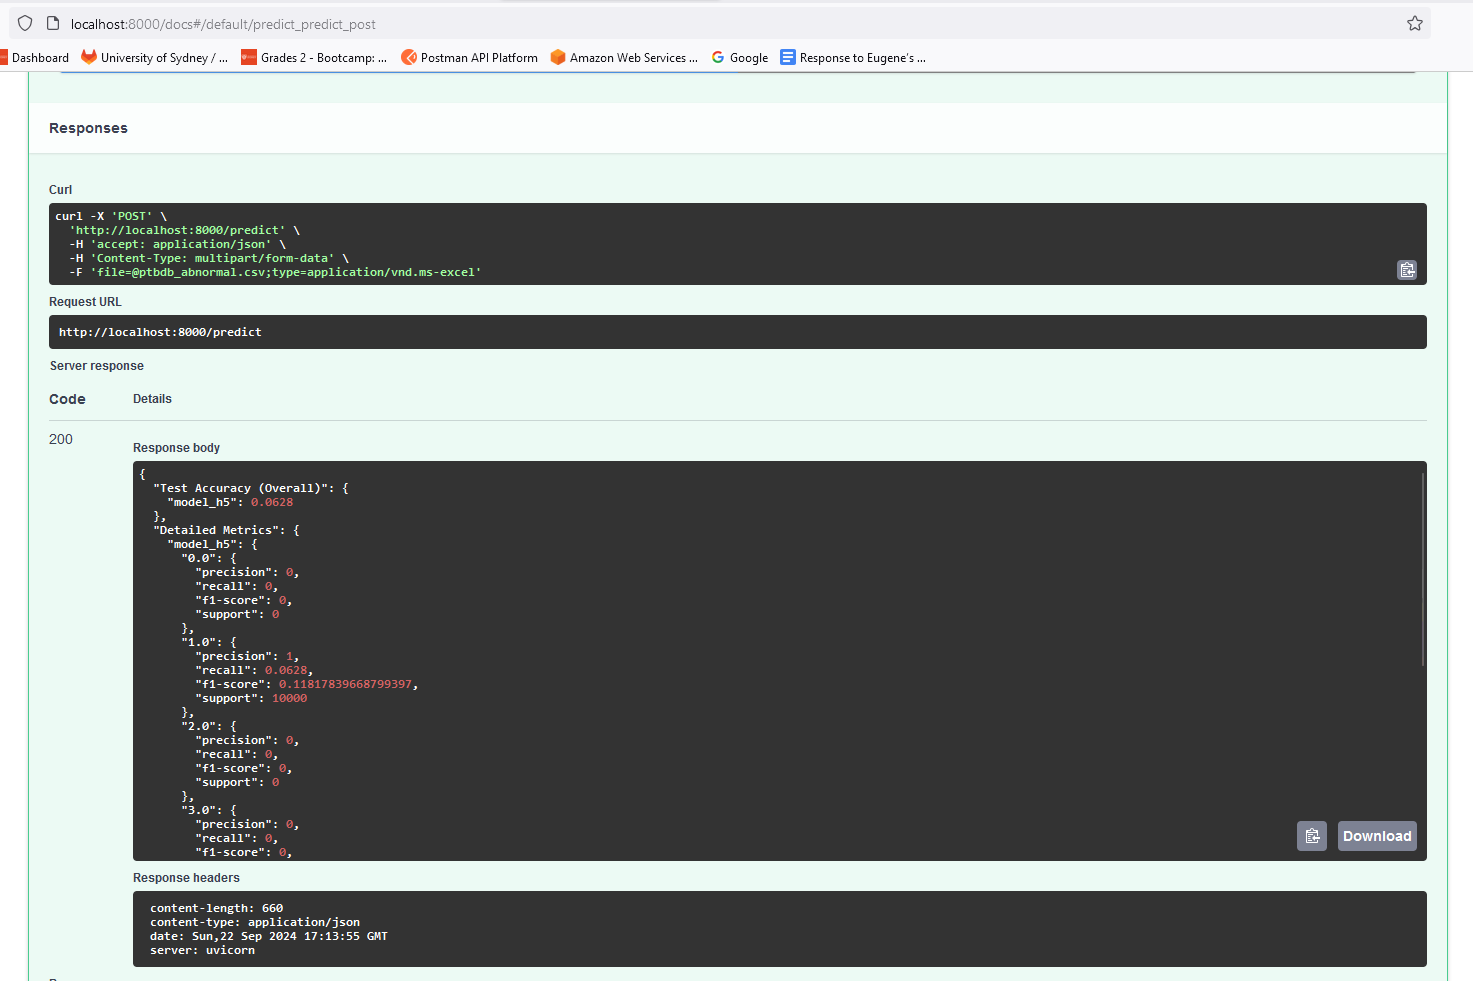 localhost:8000/docs#/default/predict_predict_post
Dashboard University of Sydney / ... Grades 2 - Bootcamp: ... Postman API Platform Amazon Web Services ... Google Response to Eugene's ...
Responses
Curl
curl -X 'POST' \
'http://localhost:8000/predict' \
-H 'accept: application/json' \
-H 'Content-Type: multipart/form-data' \
-F 'file=@ptbdb_abnormal.csv;type=application/vnd.ms-excel'
Request URL
http://localhost:8000/predict
Server response
Code Details
200
Response body
{
"Test Accuracy (Overall)": {
"model_h5": 0.0628
},
"Detailed Metrics": {
"model_h5": {
"0.0": {
"precision": 0,
"recall": 0,
"f1-score": 0,
"support": 0
},
"1.0": {
"precision": 1,
"recall": 0.0628,
"f1-score": 0.11817839668799397,
"support": 10000
},
"2.0": {
"precision": 0,
"recall": 0,
"f1-score": 0,
"support": 0
},
"3.0": {
"precision": 0,
"recall": 0,
"f1-score": 0,
Download
Response headers
content-length: 660
content-type: application/json
date: Sun,22 Sep 2024 17:13:55 GMT
server: uvicorn